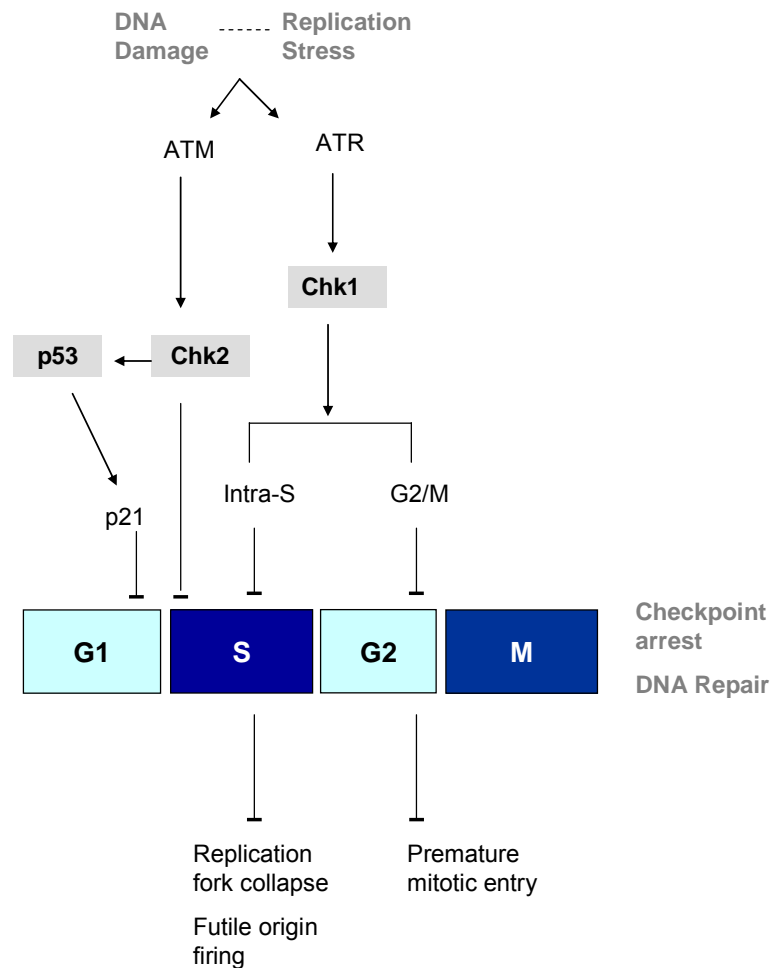 DNA
Damage
Replication
Stress
ATM
ATR
Chk1
p53
Chk2
Intra-S
G2/M
p21
G1
S
G2
M
Checkpoint
arrest
DNA Repair
Replication
fork collapse
Futile origin
firing
Premature
mitotic entry